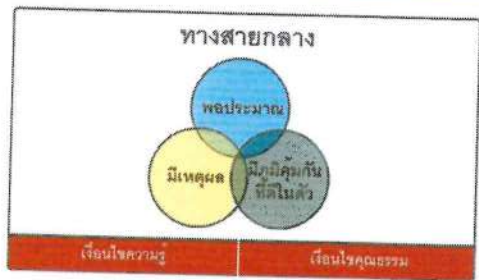 ทางสายกลาง
พอประมาณ
มีเหตุผล
มีภูมิคุ้มกัน
ที่ดีในตัว
เงื่อนไขความรู้
เงื่อนไขคุณธรรม